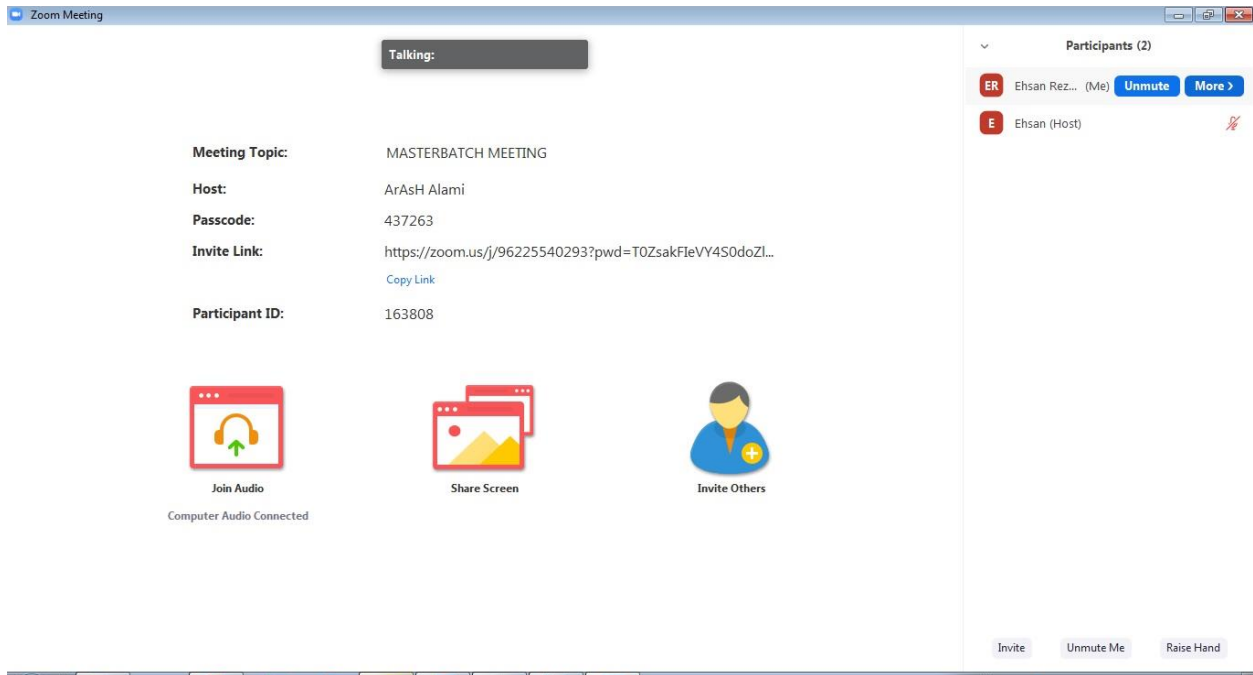 Zoom Meeting
Talking:
Participants (2)
ER Ehsan Rez... (Me) Unmute More >
E Ehsan (Host)
Meeting Topic: MASTERBATCH MEETING
Host: ArAsH Alami
Passcode: 437263
Invite Link: https://zoom.us/j/96225540293?pwd=T0ZsakFIeVY4S0doZl...
Copy Link
Participant ID: 163808
Join Audio Share Screen Invite Others
Computer Audio Connected
Invite Unmute Me Raise Hand